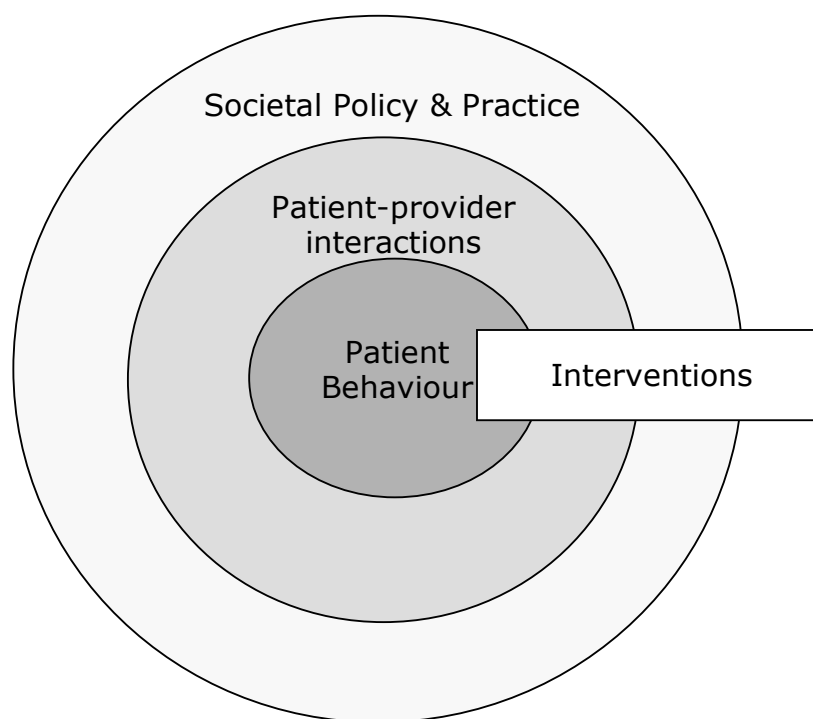 Societal Policy & Practice
Patient-provider
interactions
Patient
Behaviour
Interventions